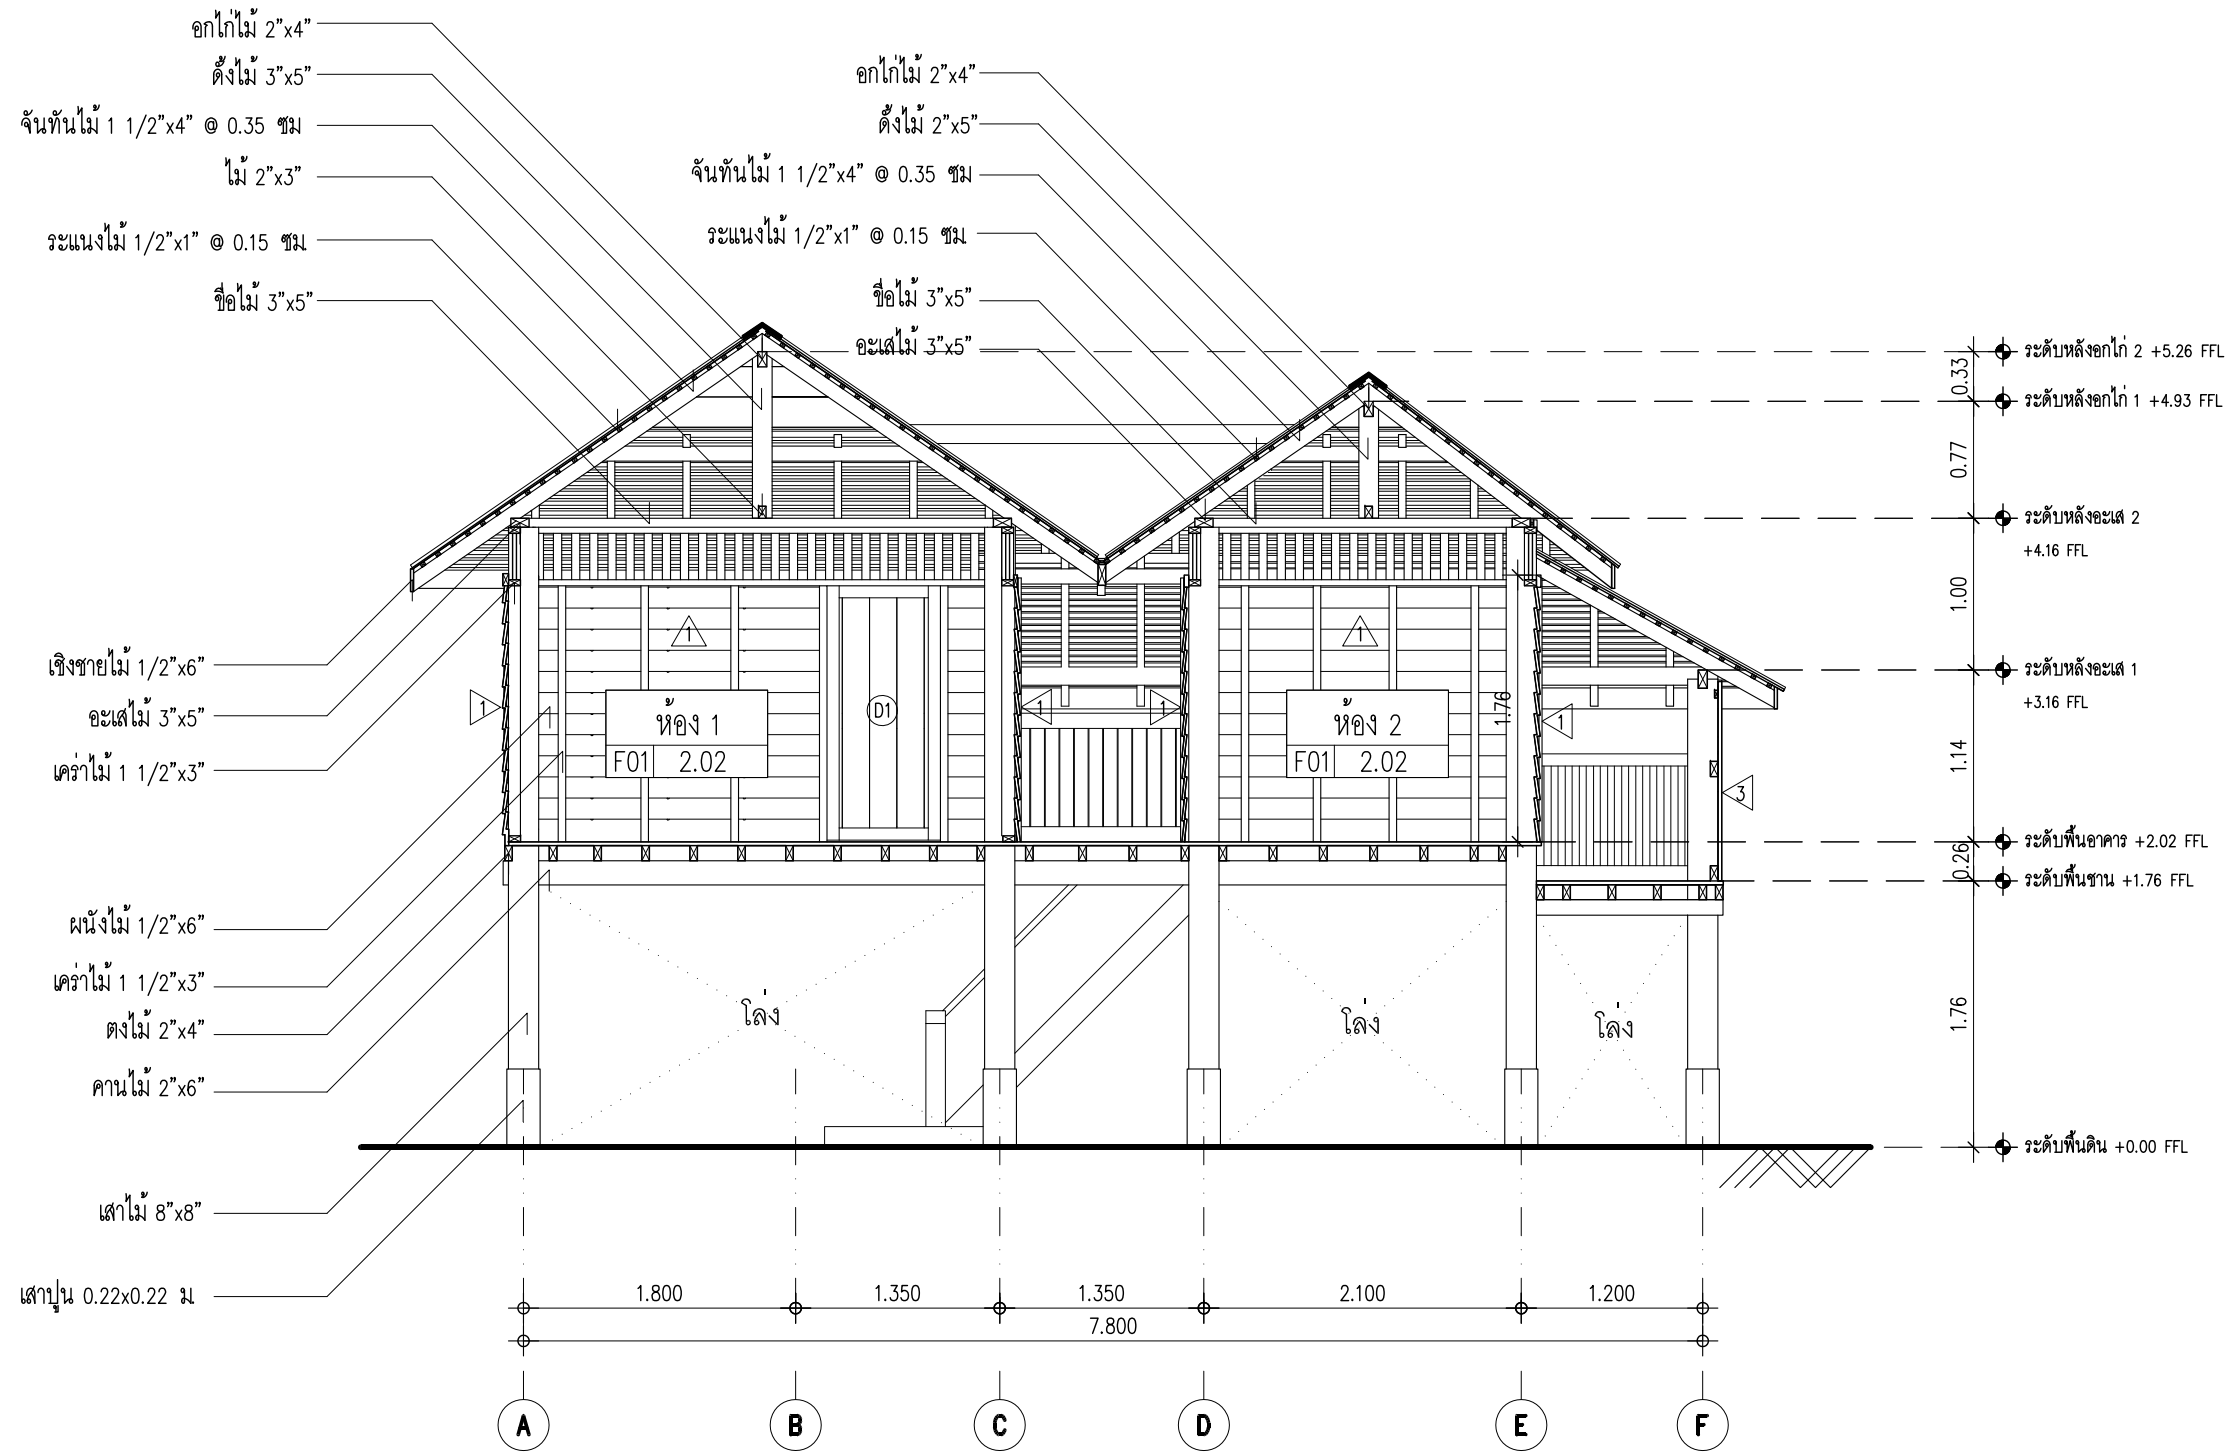 อกไก่ไม้ 2"x4"
ดั้งไม้ 3"x5"
จันทันไม้ 1 1/2"x4" @ 0.35 ซม
ไม้ 2"x3"
ระแนงไม้ 1/2"x1" @ 0.15 ซม.
ขื่อไม้ 3"x5"
อกไก่ไม้ 2"x4"
ดั้งไม้ 2"x5"
จันทันไม้ 1 1/2"x4" @ 0.35 ซม
ระแนงไม้ 1/2"x1" @ 0.15 ซม.
ขื่อไม้ 3"x5"
อะเสไม้ 3"x5"
เชิงชายไม้ 1/2"x6"
อะเสไม้ 3"x5"
เคร่าไม้ 1 1/2"x3"
ผนังไม้ 1/2"x6"
เคร่าไม้ 1 1/2"x3"
ตงไม้ 2"x4"
คานไม้ 2"x6"
เสาไม้ 8"x8"
เสาปูน 0.22x0.22 ม.
1
1
ห้อง 1
F01 2.02
D1
1
1
1
ห้อง 2
F01 2.02
1.76
1
3
โล่ง
โล่ง
โล่ง
0.33
0.77
1.00
1.14
0.26
1.76
ระดับหลังอกไก่ 2 +5.26 FFL
ระดับหลังอกไก่ 1 +4.93 FFL
ระดับหลังอะเส 2
+4.16 FFL
ระดับหลังอะเส 1
+3.16 FFL
ระดับพื้นอาคาร +2.02 FFL
ระดับพื้นชาน +1.76 FFL
ระดับพื้นดิน +0.00 FFL
1.800 1.350 1.350 2.100 1.200
7.800
A B C D E F